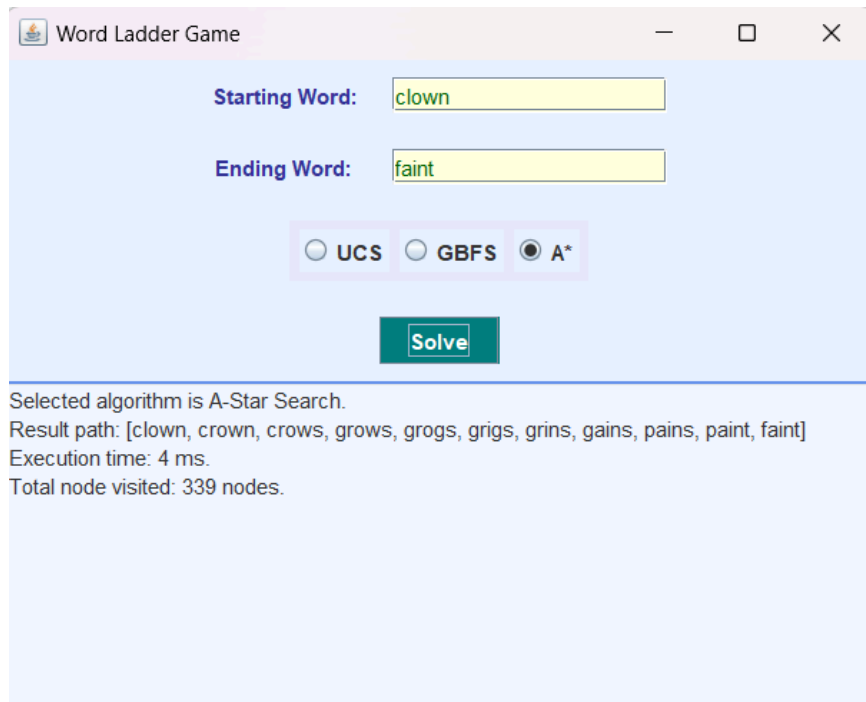 Word Ladder Game
Starting Word: clown
Ending Word: faint
UCS GBFS A*
Solve
Selected algorithm is A-Star Search.
Result path: [clown, crown, crows, grows, grogs, grigs, grins, gains, pains, paint, faint]
Execution time: 4 ms.
Total node visited: 339 nodes.